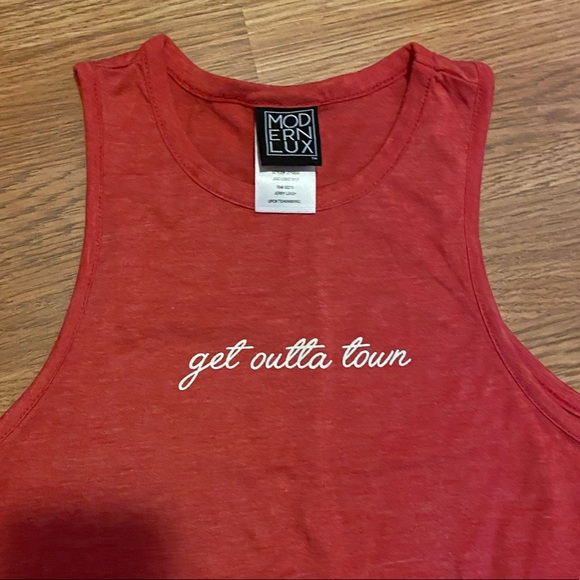 MOD
ERN
LUX
get outta town